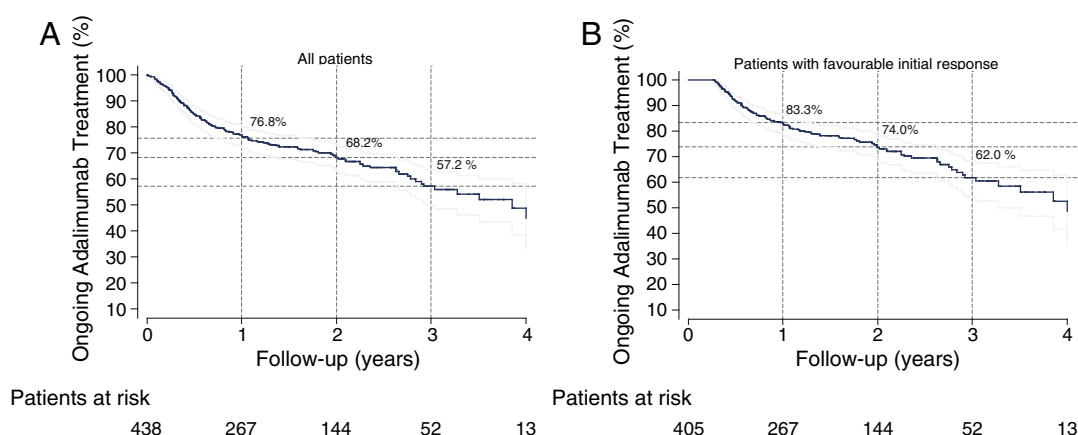 A
All patients
Ongoing Adalimumab Treatment (%)
100
90
80
70
60
50
40
30
20
10
76.8%
68.2%
57.2 %
0 1 2 3 4
Follow-up (years)
Patients at risk
438 267 144 52 13
B
Patients with favourable initial response
Ongoing Adalimumab Treatment (%)
100
90
80
70
60
50
40
30
20
10
83.3%
74.0%
62.0 %
0 1 2 3 4
Follow-up (years)
Patients at risk
405 267 144 52 13